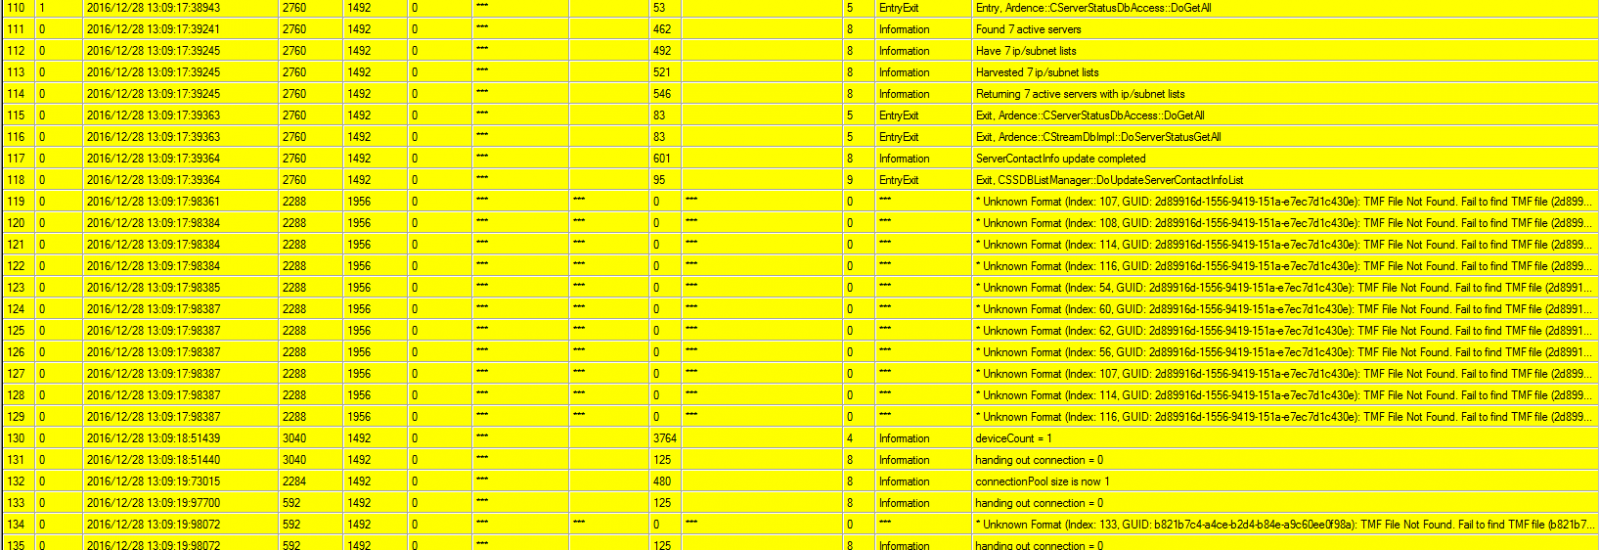 110 1 2016/12/28 13:09:17:38943 2760 1492 0 *** 53 5 EntryExit Entry, Ardence::CServerStatusDbAccess::DoGetAll
111 0 2016/12/28 13:09:17:39241 2760 1492 0 *** 462 8 Information Found 7 active servers
112 0 2016/12/28 13:09:17:39245 2760 1492 0 *** 492 8 Information Have 7 ip/subnet lists
113 0 2016/12/28 13:09:17:39245 2760 1492 0 *** 521 8 Information Harvested 7 ip/subnet lists
114 0 2016/12/28 13:09:17:39245 2760 1492 0 *** 546 8 Information Returning 7 active servers with ip/subnet lists
115 0 2016/12/28 13:09:17:39363 2760 1492 0 *** 83 5 EntryExit Exit, Ardence::CServerStatusDbAccess::DoGetAll
116 0 2016/12/28 13:09:17:39363 2760 1492 0 *** 83 5 EntryExit Exit, Ardence::CStreamDbImpl::DoServerStatusGetAll
117 0 2016/12/28 13:09:17:39364 2760 1492 0 *** 601 8 Information ServerContactInfo update completed
118 0 2016/12/28 13:09:17:39364 2760 1492 0 *** 95 9 EntryExit Exit, CSSDBListManager::DoUpdateServerContactInfoList
119 0 2016/12/28 13:09:17:98361 2288 1956 *** *** 0 *** 0 *** * Unknown Format (Index: 107, GUID: 2d89916d-1556-9419-151a-e7ec7d1c430e): TMF File Not Found. Fail to find TMF file (2d899...
120 0 2016/12/28 13:09:17:98384 2288 1956 *** *** 0 *** 0 *** * Unknown Format (Index: 108, GUID: 2d89916d-1556-9419-151a-e7ec7d1c430e): TMF File Not Found. Fail to find TMF file (2d899...
121 0 2016/12/28 13:09:17:98384 2288 1956 *** *** 0 *** 0 *** * Unknown Format (Index: 114, GUID: 2d89916d-1556-9419-151a-e7ec7d1c430e): TMF File Not Found. Fail to find TMF file (2d899...
122 0 2016/12/28 13:09:17:98384 2288 1956 *** *** 0 *** 0 *** * Unknown Format (Index: 116, GUID: 2d89916d-1556-9419-151a-e7ec7d1c430e): TMF File Not Found. Fail to find TMF file (2d899...
123 0 2016/12/28 13:09:17:98385 2288 1956 *** *** 0 *** 0 *** * Unknown Format (Index: 54, GUID: 2d89916d-1556-9419-151a-e7ec7d1c430e): TMF File Not Found. Fail to find TMF file (2d8991...
124 0 2016/12/28 13:09:17:98387 2288 1956 *** *** 0 *** 0 *** * Unknown Format (Index: 60, GUID: 2d89916d-1556-9419-151a-e7ec7d1c430e): TMF File Not Found. Fail to find TMF file (2d8991...
125 0 2016/12/28 13:09:17:98387 2288 1956 *** *** 0 *** 0 *** * Unknown Format (Index: 62, GUID: 2d89916d-1556-9419-151a-e7ec7d1c430e): TMF File Not Found. Fail to find TMF file (2d8991...
126 0 2016/12/28 13:09:17:98387 2288 1956 *** *** 0 *** 0 *** * Unknown Format (Index: 56, GUID: 2d89916d-1556-9419-151a-e7ec7d1c430e): TMF File Not Found. Fail to find TMF file (2d8991...
127 0 2016/12/28 13:09:17:98387 2288 1956 *** *** 0 *** 0 *** * Unknown Format (Index: 107, GUID: 2d89916d-1556-9419-151a-e7ec7d1c430e): TMF File Not Found. Fail to find TMF file (2d899...
128 0 2016/12/28 13:09:17:98387 2288 1956 *** *** 0 *** 0 *** * Unknown Format (Index: 114, GUID: 2d89916d-1556-9419-151a-e7ec7d1c430e): TMF File Not Found. Fail to find TMF file (2d899...
129 0 2016/12/28 13:09:17:98387 2288 1956 *** *** 0 *** 0 *** * Unknown Format (Index: 116, GUID: 2d89916d-1556-9419-151a-e7ec7d1c430e): TMF File Not Found. Fail to find TMF file (2d899...
130 0 2016/12/28 13:09:18:51439 3040 1492 0 *** 3764 4 Information deviceCount = 1
131 0 2016/12/28 13:09:18:51440 3040 1492 0 *** 125 8 Information handing out connection = 0
132 0 2016/12/28 13:09:19:73015 2284 1492 0 *** 480 8 Information connectionPool size is now 1
133 0 2016/12/28 13:09:19:97700 592 1492 0 *** 125 8 Information handing out connection = 0
134 0 2016/12/28 13:09:19:98072 592 1492 0 *** *** 0 *** 0 *** * Unknown Format (Index: 133, GUID: b821b7c4-a4ce-b2d4-b84e-a9c60ee0f98a): TMF File Not Found. Fail to find TMF file (b821b7...
135 0 2016/12/28 13:09:19:98072 592 1492 0 *** 125 8 Information handing out connection = 0